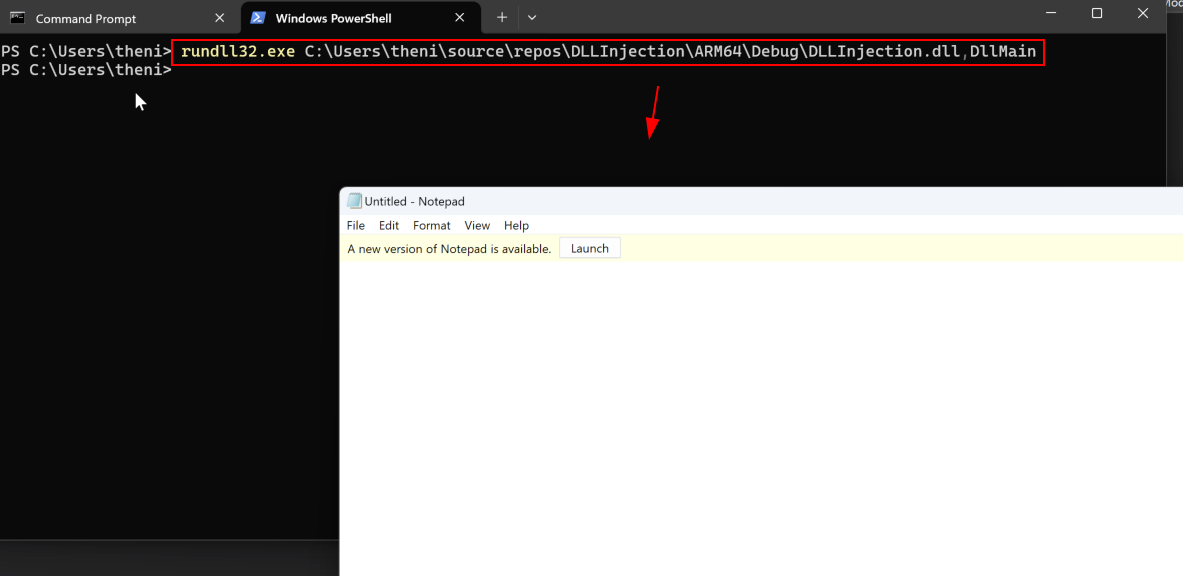 Command Prompt
Windows PowerShell
PS C:\Users\theni> rundll32.exe C:\Users\theni\source\repos\DLLInjection\ARM64\Debug\DLLInjection.dll,DllMain
PS C:\Users\theni>
Untitled - Notepad
File Edit Format View Help
A new version of Notepad is available. Launch